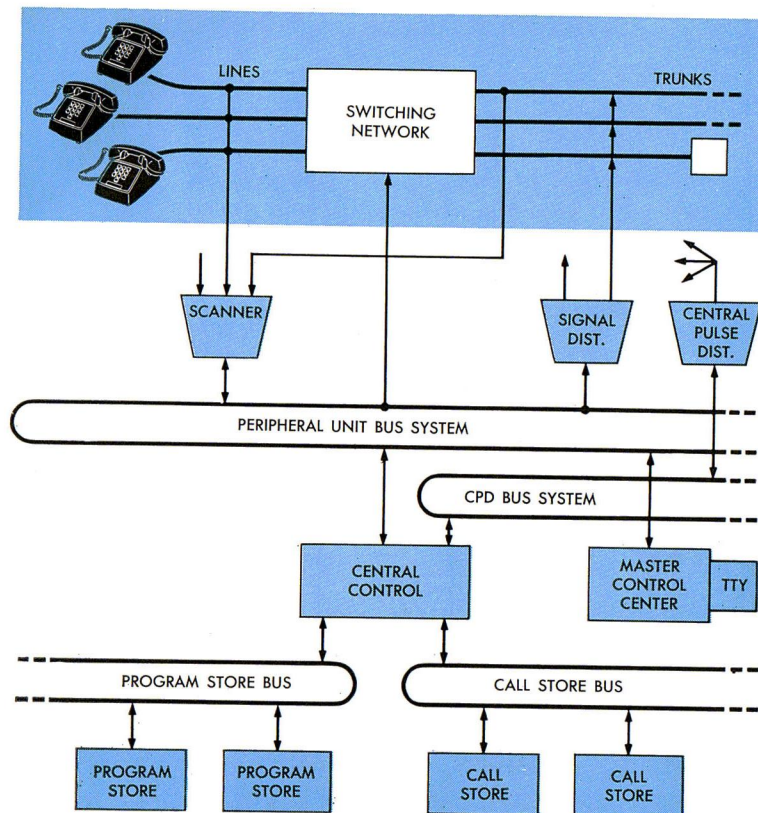 LINES
TRUNKS
SWITCHING
NETWORK
SCANNER
SIGNAL
DIST.
CENTRAL
PULSE
DIST.
PERIPHERAL UNIT BUS SYSTEM
CPD BUS SYSTEM
CENTRAL
CONTROL
MASTER
CONTROL
CENTER
TTY
PROGRAM STORE BUS
CALL STORE BUS
PROGRAM
STORE
PROGRAM
STORE
CALL
STORE
CALL
STORE